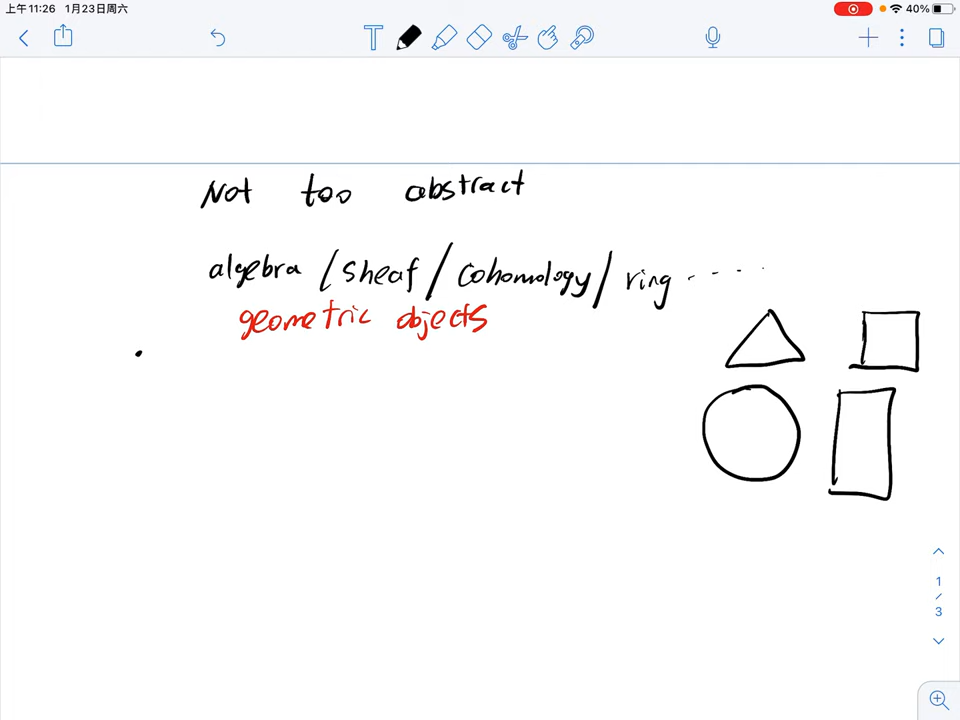 上午11:26 1月23日周六 40%
Not too abstract
algebra / sheaf / cohomology / ring - - - - -
geometric objects
1
/
3